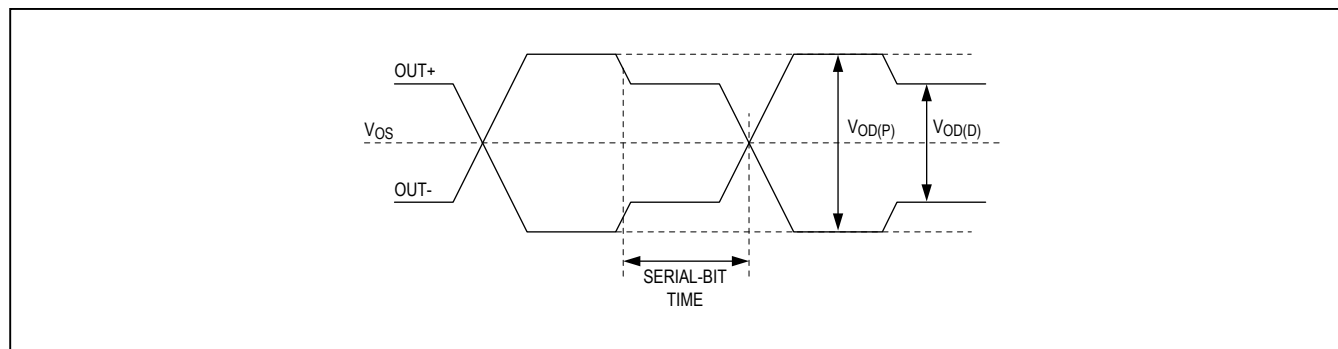 OUT+
VOS
VOD(P)
VOD(D)
OUT-
SERIAL-BIT
TIME